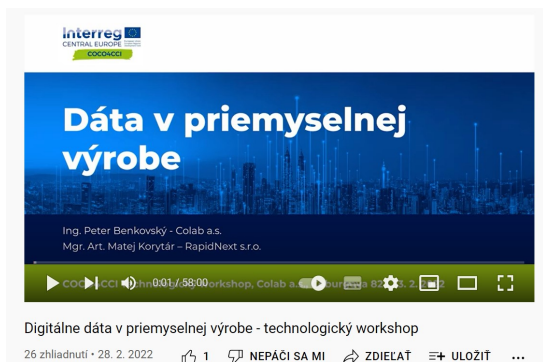 Interreg
CENTRAL EUROPE
COCO4CCI
Dáta v priemyselnej
výrobe
Ing. Peter Benkovský - Colab a.s.
Mgr. Art. Matej Korytár – RapidNext s.r.o.
0:01 / 58:00
Digitálne dáta v priemyselnej výrobe - technologický workshop
26 zhliadnutí • 28. 2. 2022 1 NEPÁČI SA MI ZDIEĽAŤ ULOŽIŤ